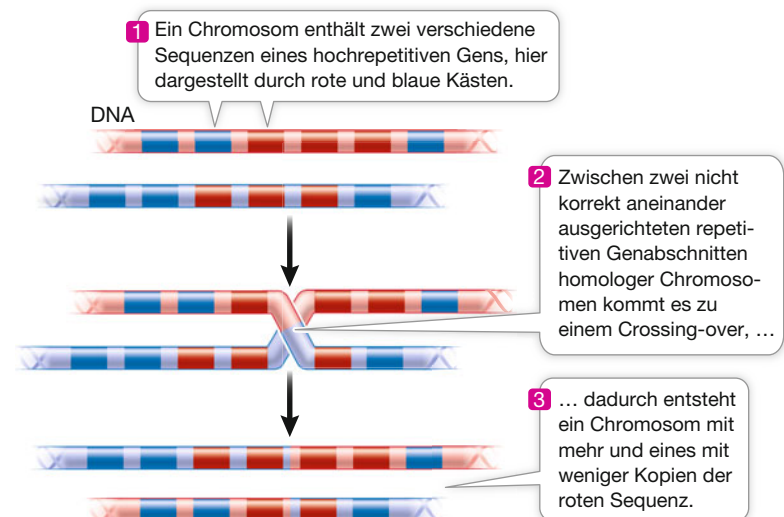 1 Ein Chromosom enthält zwei verschiedene
Sequenzen eines hochrepetitiven Gens, hier
dargestellt durch rote und blaue Kästen.
DNA
2 Zwischen zwei nicht
korrekt aneinander
ausgerichteten repeti-
tiven Genabschnitten
homologer Chromoso-
men kommt es zu
einem Crossing-over, …
3 … dadurch entsteht
ein Chromosom mit
mehr und eines mit
weniger Kopien der
roten Sequenz.